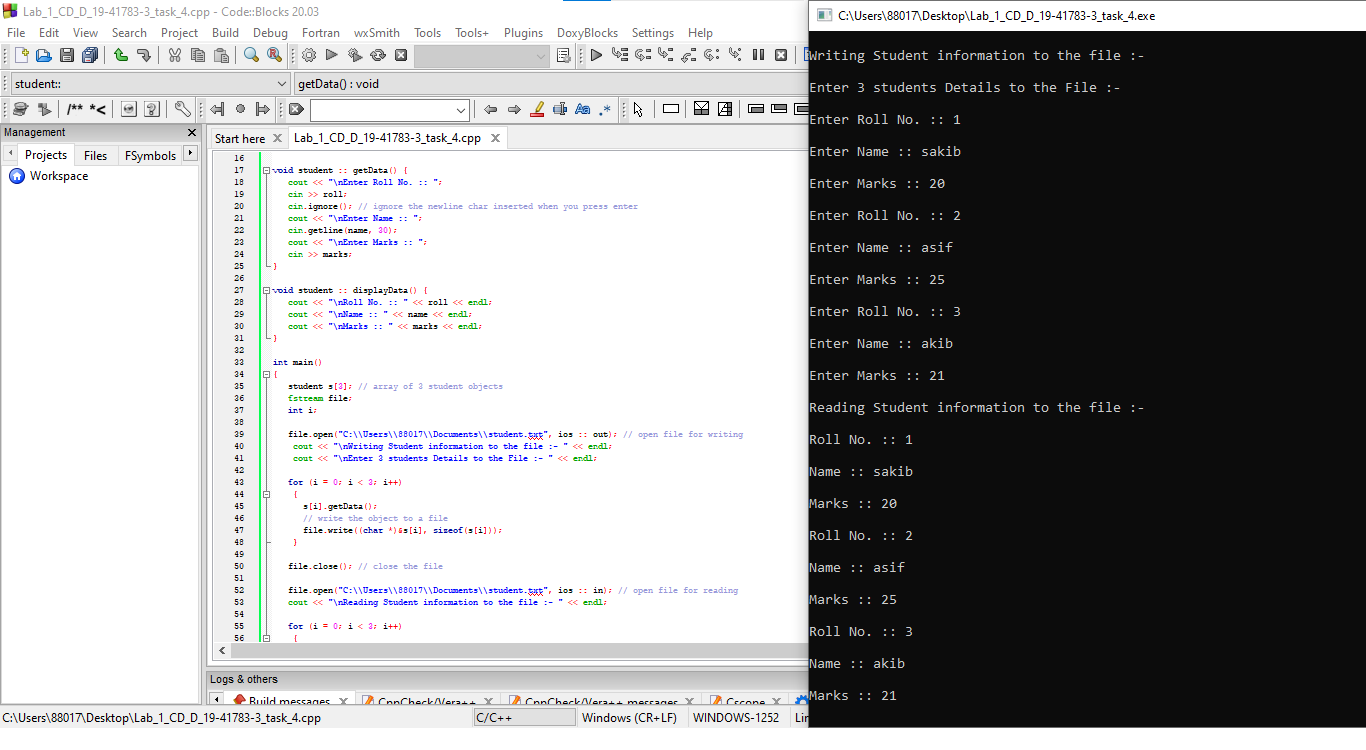 Lab_1_CD_D_19-41783-3_task_4.cpp - Code::Blocks 20.03
File Edit View Search Project Build Debug Fortran wxSmith Tools Tools+ Plugins DoxyBlocks Settings Help
student:: getData() : void
/** *<
Aa .*
Management
Projects Files FSymbols
Workspace
Start here Lab_1_CD_D_19-41783-3_task_4.cpp
16
17 void student :: getData() {
18 cout << "\nEnter Roll No. :: ";
19 cin >> roll;
20 cin.ignore(); // ignore the newline char inserted when you press enter
21 cout << "\nEnter Name :: ";
22 cin.getline(name, 30);
23 cout << "\nEnter Marks :: ";
24 cin >> marks;
25 }
26
27 void student :: displayData() {
28 cout << "\nRoll No. :: " << roll << endl;
29 cout << "\nName :: " << name << endl;
30 cout << "\nMarks :: " << marks << endl;
31 }
32
33 int main()
34 {
35 student s[3]; // array of 3 student objects
36 fstream file;
37 int i;
38
39 file.open("C:\\Users\\88017\\Documents\\student.txt", ios :: out); // open file for writing
40 cout << "\nWriting Student information to the file :- " << endl;
41 cout << "\nEnter 3 students Details to the File :- " << endl;
42
43 for (i = 0; i < 3; i++)
44 {
45 s[i].getData();
46 // write the object to a file
47 file.write((char *)&s[i], sizeof(s[i]));
48 }
49
50 file.close(); // close the file
51
52 file.open("C:\\Users\\88017\\Documents\\student.txt", ios :: in); // open file for reading
53 cout << "\nReading Student information to the file :- " << endl;
54
55 for (i = 0; i < 3; i++)
56 {
Logs & others
Build messages CppCheck/Vera++ CppCheck/Vera++ messages Cscope
C:\Users\88017\Desktop\Lab_1_CD_D_19-41783-3_task_4.cpp C/C++ Windows (CR+LF) WINDOWS-1252 Lin
C:\Users\88017\Desktop\Lab_1_CD_D_19-41783-3_task_4.exe
Writing Student information to the file :-
Enter 3 students Details to the File :-
Enter Roll No. :: 1
Enter Name :: sakib
Enter Marks :: 20
Enter Roll No. :: 2
Enter Name :: asif
Enter Marks :: 25
Enter Roll No. :: 3
Enter Name :: akib
Enter Marks :: 21
Reading Student information to the file :-
Roll No. :: 1
Name :: sakib
Marks :: 20
Roll No. :: 2
Name :: asif
Marks :: 25
Roll No. :: 3
Name :: akib
Marks :: 21